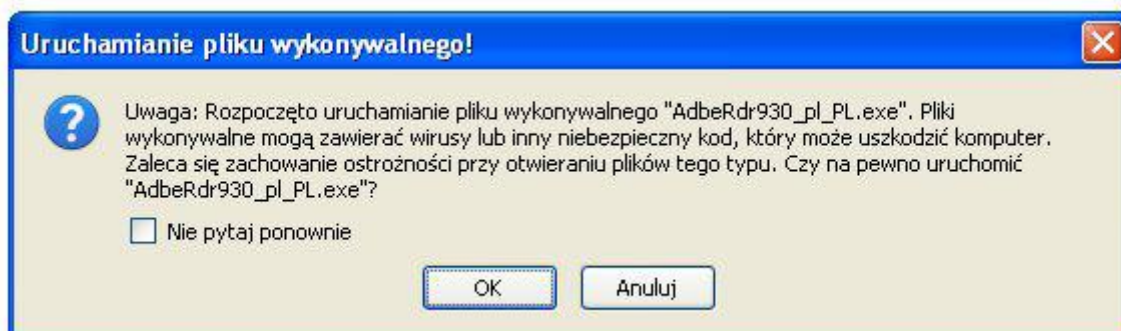 Uruchamianie pliku wykonywalnego!
Uwaga: Rozpoczęto uruchamianie pliku wykonywalnego "AdbeRdr930_pl_PL.exe". Pliki
wykonywalne mogą zawierać wirusy lub inny niebezpieczny kod, który może uszkodzić komputer.
Zaleca się zachowanie ostrożności przy otwieraniu plików tego typu. Czy na pewno uruchomić
"AdbeRdr930_pl_PL.exe"?
Nie pytaj ponownie
OK Anuluj